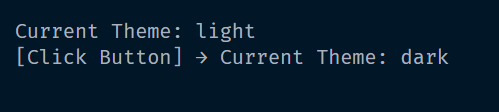 Current Theme: light
[Click Button] → Current Theme: dark